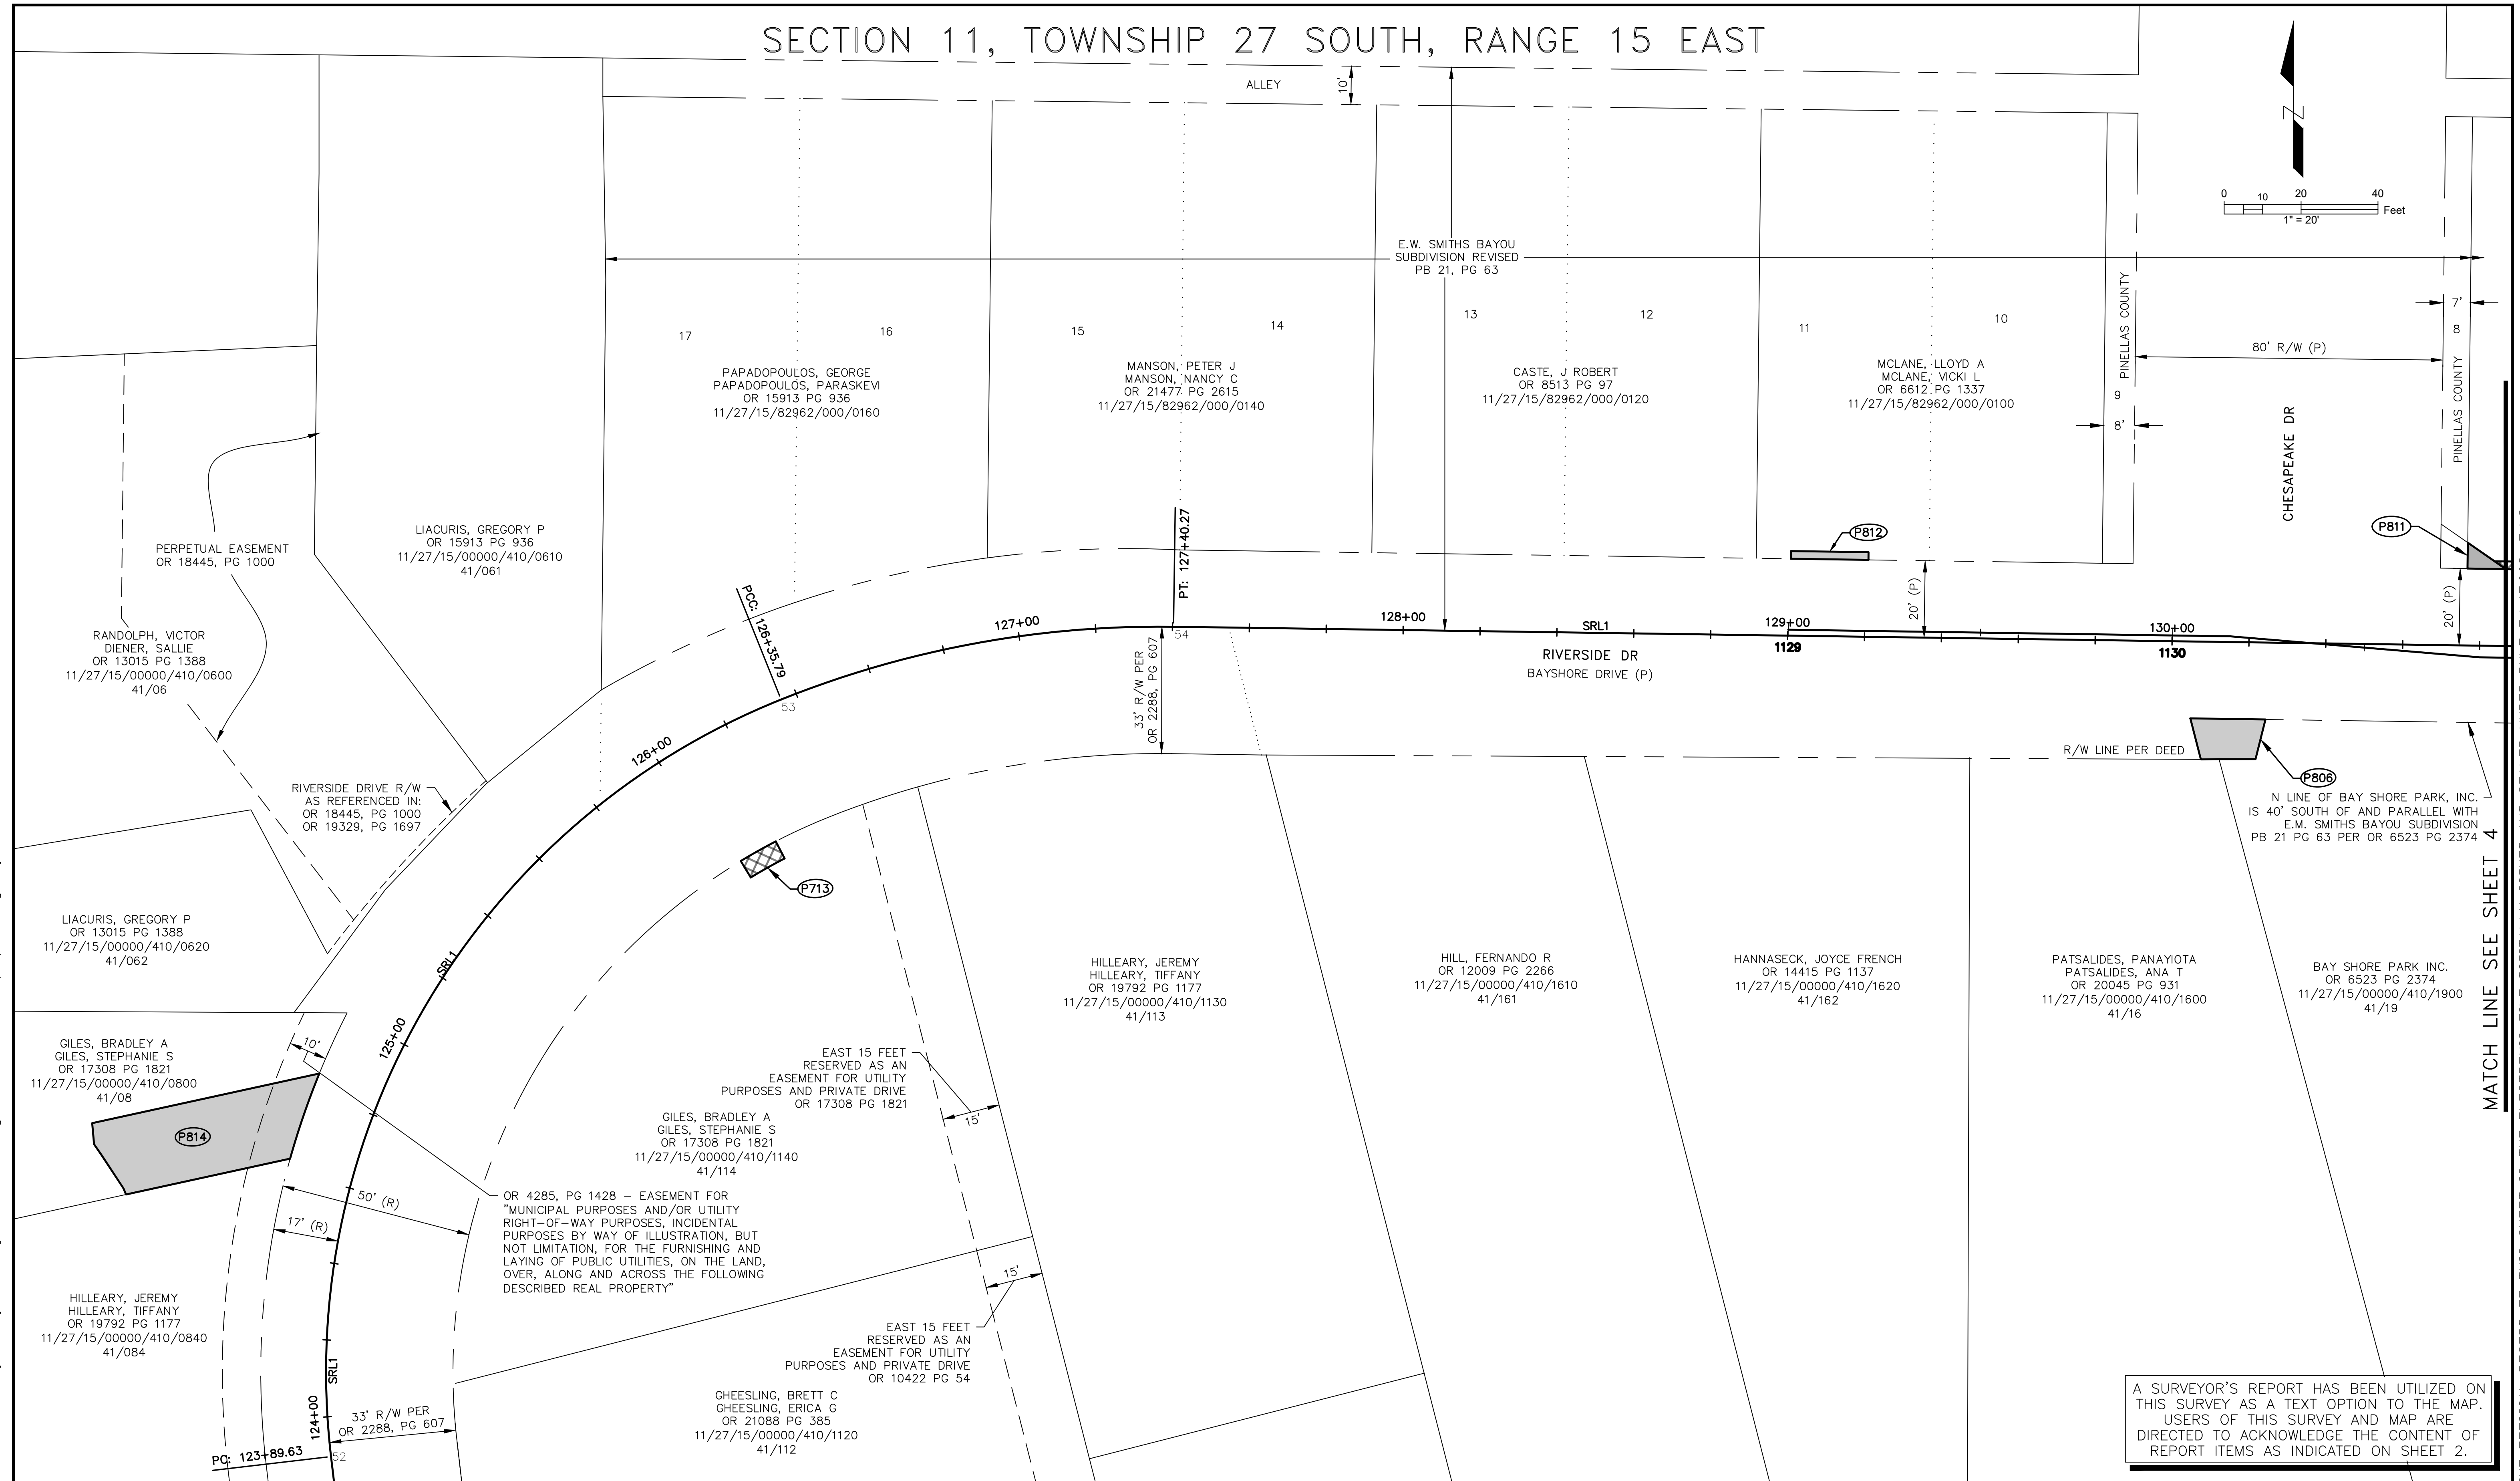 SECTION 11, TOWNSHIP 27 SOUTH, RANGE 15 EAST
ALLEY
10'
N
0 10 20 40
Feet
1" = 20'
E.W. SMITHS BAYOU
SUBDIVISION REVISED
PB 21, PG 63
17
16
15
14
13
12
11
10
9
8
PINELLAS COUNTY
8'
80' R/W (P)
7'
PINELLAS COUNTY
CHESAPEAKE DR
PAPADOPOULOS, GEORGE
PAPADOPOULOS, PARASKEVI
OR 15913 PG 936
11/27/15/82962/000/0160
MANSON, PETER J
MANSON, NANCY C
OR 21477 PG 2615
11/27/15/82962/000/0140
CASTE, J ROBERT
OR 8513 PG 97
11/27/15/82962/000/0120
MCLANE, LLOYD A
MCLANE, VICKI L
OR 6612 PG 1337
11/27/15/82962/000/0100
P812
P811
20' (P)
20' (P)
LIACURIS, GREGORY P
OR 15913 PG 936
11/27/15/00000/410/0610
41/061
PERPETUAL EASEMENT
OR 18445, PG 1000
RANDOLPH, VICTOR
DIENER, SALLIE
OR 13015 PG 1388
11/27/15/00000/410/0600
41/06
PCC: 126+35.79
53
PT: 127+40.27
54
127+00
128+00
SRL1
129+00
1129
130+00
1130
RIVERSIDE DR
BAYSHORE DRIVE (P)
33' R/W PER
OR 2288, PG 607
126+00
RIVERSIDE DRIVE R/W
AS REFERENCED IN:
OR 18445, PG 1000
OR 19329, PG 1697
R/W LINE PER DEED
P806
N LINE OF BAY SHORE PARK, INC.
IS 40' SOUTH OF AND PARALLEL WITH
E.M. SMITHS BAYOU SUBDIVISION
PB 21 PG 63 PER OR 6523 PG 2374
MATCH LINE SEE SHEET 4
P713
LIACURIS, GREGORY P
OR 13015 PG 1388
11/27/15/00000/410/0620
41/062
SRL1
125+00
HILLEARY, JEREMY
HILLEARY, TIFFANY
OR 19792 PG 1177
11/27/15/00000/410/1130
41/113
HILL, FERNANDO R
OR 12009 PG 2266
11/27/15/00000/410/1610
41/161
HANNASECK, JOYCE FRENCH
OR 14415 PG 1137
11/27/15/00000/410/1620
41/162
PATSALIDES, PANAYIOTA
PATSALIDES, ANA T
OR 20045 PG 931
11/27/15/00000/410/1600
41/16
BAY SHORE PARK INC.
OR 6523 PG 2374
11/27/15/00000/410/1900
41/19
GILES, BRADLEY A
GILES, STEPHANIE S
OR 17308 PG 1821
11/27/15/00000/410/0800
41/08
10'
P814
EAST 15 FEET
RESERVED AS AN
EASEMENT FOR UTILITY
PURPOSES AND PRIVATE DRIVE
OR 17308 PG 1821
15'
GILES, BRADLEY A
GILES, STEPHANIE S
OR 17308 PG 1821
11/27/15/00000/410/1140
41/114
50' (R)
17' (R)
OR 4285, PG 1428 – EASEMENT FOR
"MUNICIPAL PURPOSES AND/OR UTILITY
RIGHT–OF–WAY PURPOSES, INCIDENTAL
PURPOSES BY WAY OF ILLUSTRATION, BUT
NOT LIMITATION, FOR THE FURNISHING AND
LAYING OF PUBLIC UTILITIES, ON THE LAND,
OVER, ALONG AND ACROSS THE FOLLOWING
DESCRIBED REAL PROPERTY"
15'
EAST 15 FEET
RESERVED AS AN
EASEMENT FOR UTILITY
PURPOSES AND PRIVATE DRIVE
OR 10422 PG 54
HILLEARY, JEREMY
HILLEARY, TIFFANY
OR 19792 PG 1177
11/27/15/00000/410/0840
41/084
SRL1
124+00
33' R/W PER
OR 2288, PG 607
PC: 123+89.63
52
GHEESLING, BRETT C
GHEESLING, ERICA G
OR 21088 PG 385
11/27/15/00000/410/1120
41/112
A SURVEYOR'S REPORT HAS BEEN UTILIZED ON
THIS SURVEY AS A TEXT OPTION TO THE MAP.
USERS OF THIS SURVEY AND MAP ARE
DIRECTED TO ACKNOWLEDGE THE CONTENT OF
REPORT ITEMS AS INDICATED ON SHEET 2.